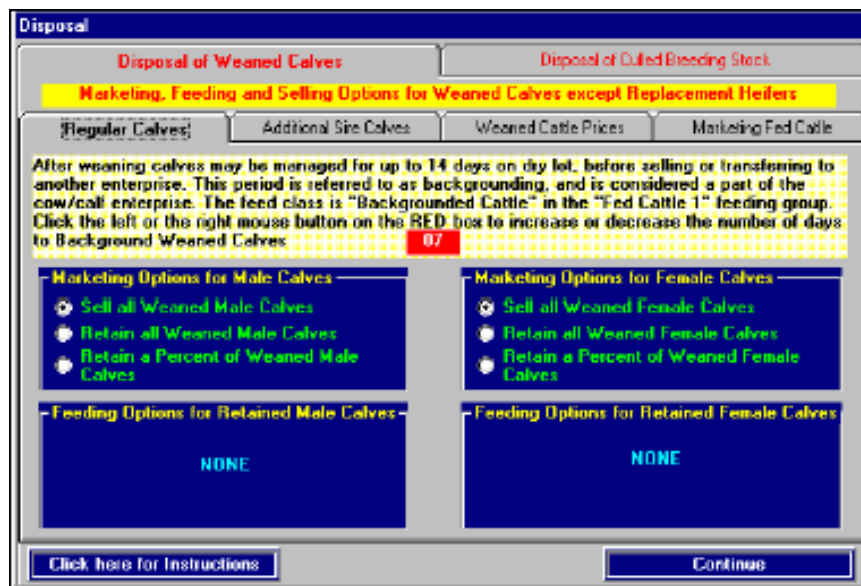 Disposal
Disposal of Weaned Calves
Disposal of Culled Breeding Stock
Marketing, Feeding and Selling Options for Weaned Calves except Replacement Heifers
Regular Calves
Additional Sire Calves
Weaned Cattle Prices
Marketing Fed Cattle
After weaning calves may be managed for up to 14 days on dry lot, before selling or transferring to
another enterprise. This period is referred to as backgrounding, and is considered a part of the
cow/calf enterprise. The feed class is "Backgrounded Cattle" in the "Fed Cattle 1" feeding group.
Click the left or the right mouse button on the RED box to increase or decrease the number of days
to Background Weaned Calves 07
Marketing Options for Male Calves
Sell all Weaned Male Calves
Retain all Weaned Male Calves
Retain a Percent of Weaned Male
Calves
Marketing Options for Female Calves
Sell all Weaned Female Calves
Retain all Weaned Female Calves
Retain a Percent of Weaned Female
Calves
Feeding Options for Retained Male Calves
NONE
Feeding Options for Retained Female Calves
NONE
Click here for Instructions
Continue